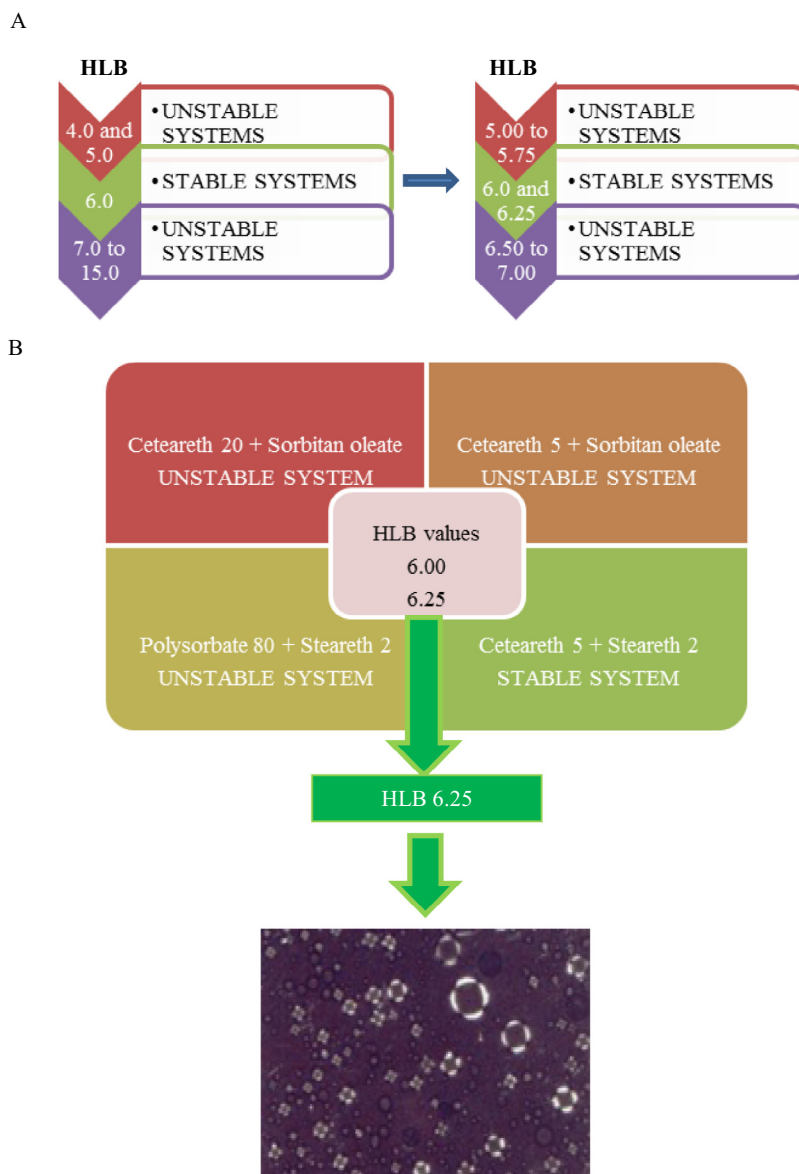 A
HLB
4.0 and
5.0
•UNSTABLE
SYSTEMS
6.0
•STABLE SYSTEMS
7.0 to
15.0
•UNSTABLE
SYSTEMS
HLB
5.00 to
5.75
•UNSTABLE
SYSTEMS
6.0 and
6.25
•STABLE SYSTEMS
6.50 to
7.00
•UNSTABLE
SYSTEMS
B
Ceteareth 20 + Sorbitan oleate
UNSTABLE SYSTEM
Ceteareth 5 + Sorbitan oleate
UNSTABLE SYSTEM
HLB values
6.00
6.25
Polysorbate 80 + Steareth 2
UNSTABLE SYSTEM
Ceteareth 5 + Steareth 2
STABLE SYSTEM
HLB 6.25